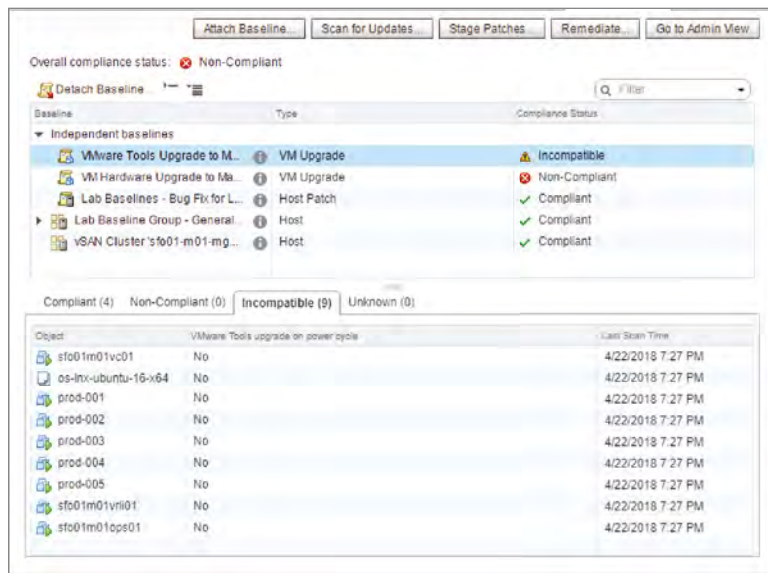 Attach Baseline... Scan for Updates... Stage Patches... Remediate... Go to Admin View
Overall compliance status: Non-Compliant
Detach Baseline... Filter
Baseline Type Compliance Status
Independent baselines
VMware Tools Upgrade to M... VM Upgrade Incompatible
VM Hardware Upgrade to Ma... VM Upgrade Non-Compliant
Lab Baselines - Bug Fix for L... Host Patch Compliant
Lab Baseline Group - General... Host Compliant
vSAN Cluster 'sfo01-m01-mg... Host Compliant
Compliant (4) Non-Compliant (0) Incompatible (9) Unknown (0)
Object VMware Tools upgrade on power cycle Last Scan Time
sfo01m01vc01 No 4/22/2018 7:27 PM
os-lnx-ubuntu-16-x64 No 4/22/2018 7:27 PM
prod-001 No 4/22/2018 7:27 PM
prod-002 No 4/22/2018 7:27 PM
prod-003 No 4/22/2018 7:27 PM
prod-004 No 4/22/2018 7:27 PM
prod-005 No 4/22/2018 7:27 PM
sfo01m01vrli01 No 4/22/2018 7:27 PM
sfo01m01ops01 No 4/22/2018 7:27 PM